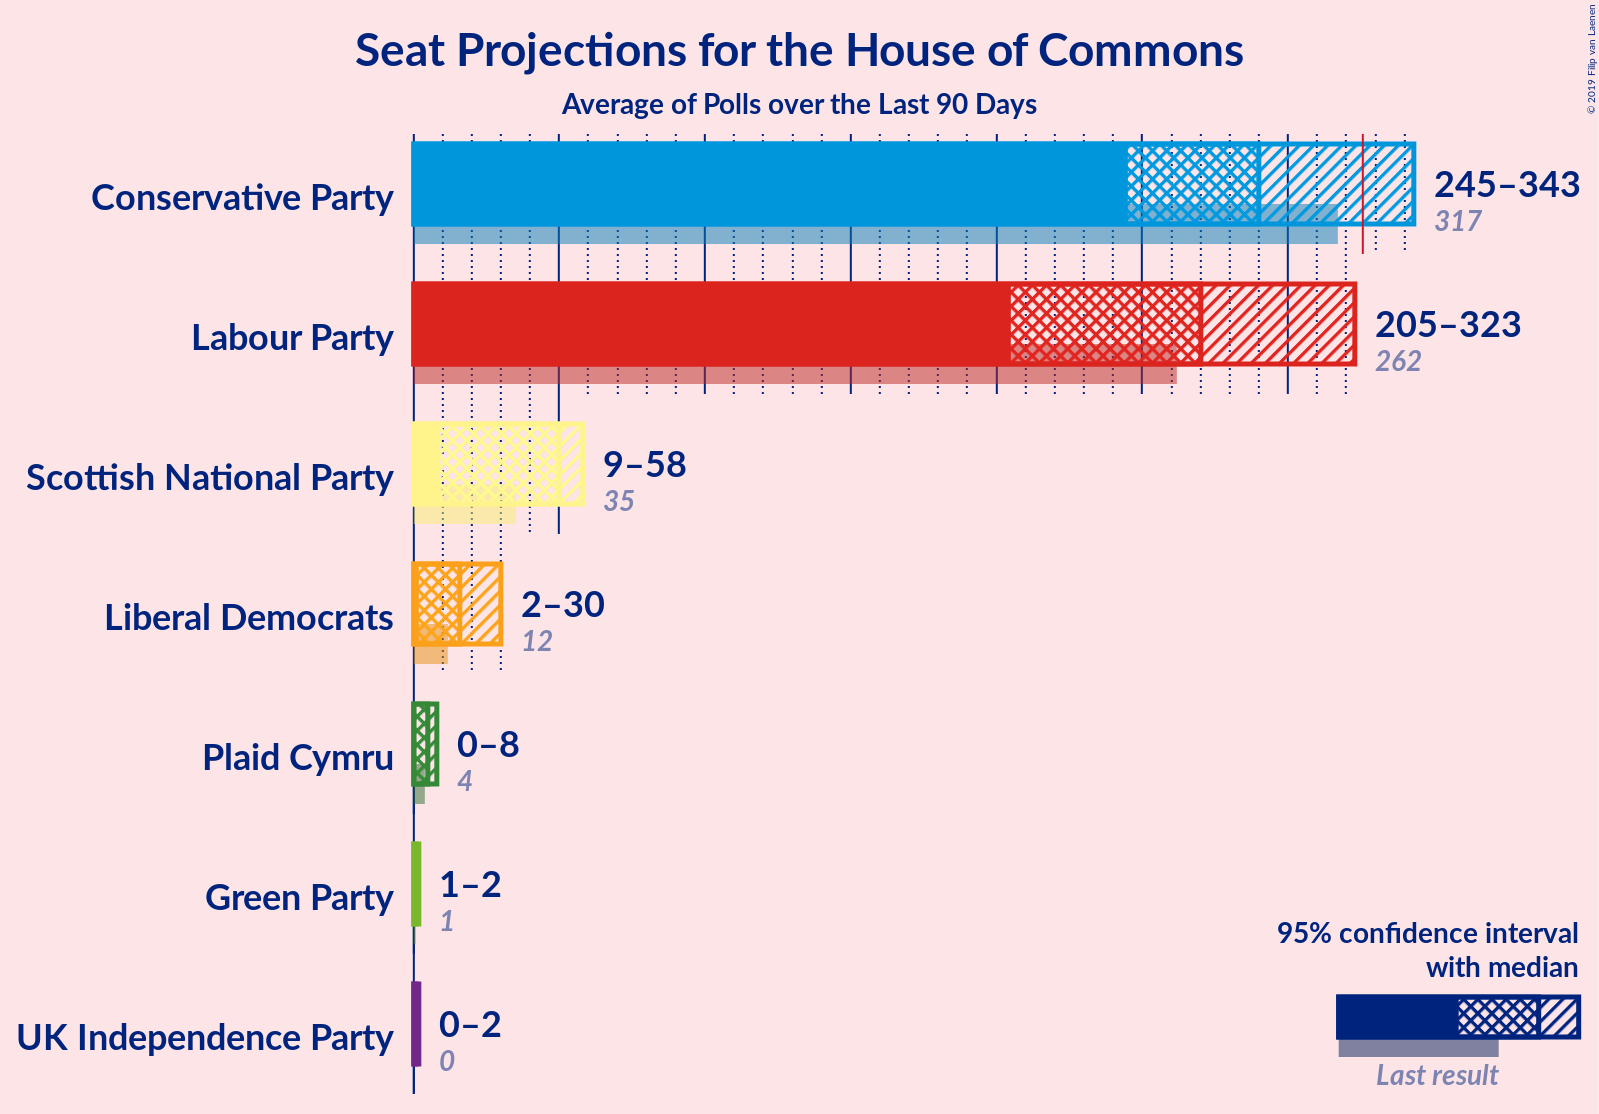 Seat Projections for the House of Commons
Average of Polls over the Last 90 Days
© 2019 Filip van Laenen
Conservative Party
245–343
317
Labour Party
205–323
262
Scottish National Party
9–58
35
Liberal Democrats
2–30
12
Plaid Cymru
0–8
4
Green Party
1–2
1
UK Independence Party
0–2
0
95% confidence interval
with median
Last result